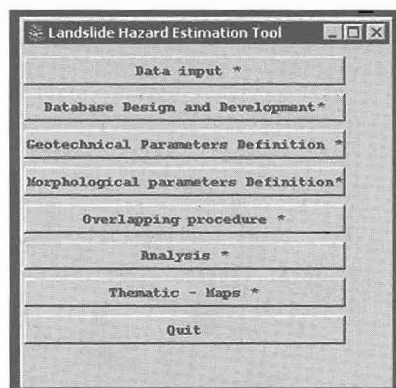 Landslide Hazard Estimation Tool
Data input *
Database Design and Development*
Geotechnical Parameters Definition *
Morphological parameters Definition*
Overlapping procedure *
Analysis *
Thematic - Maps *
Quit